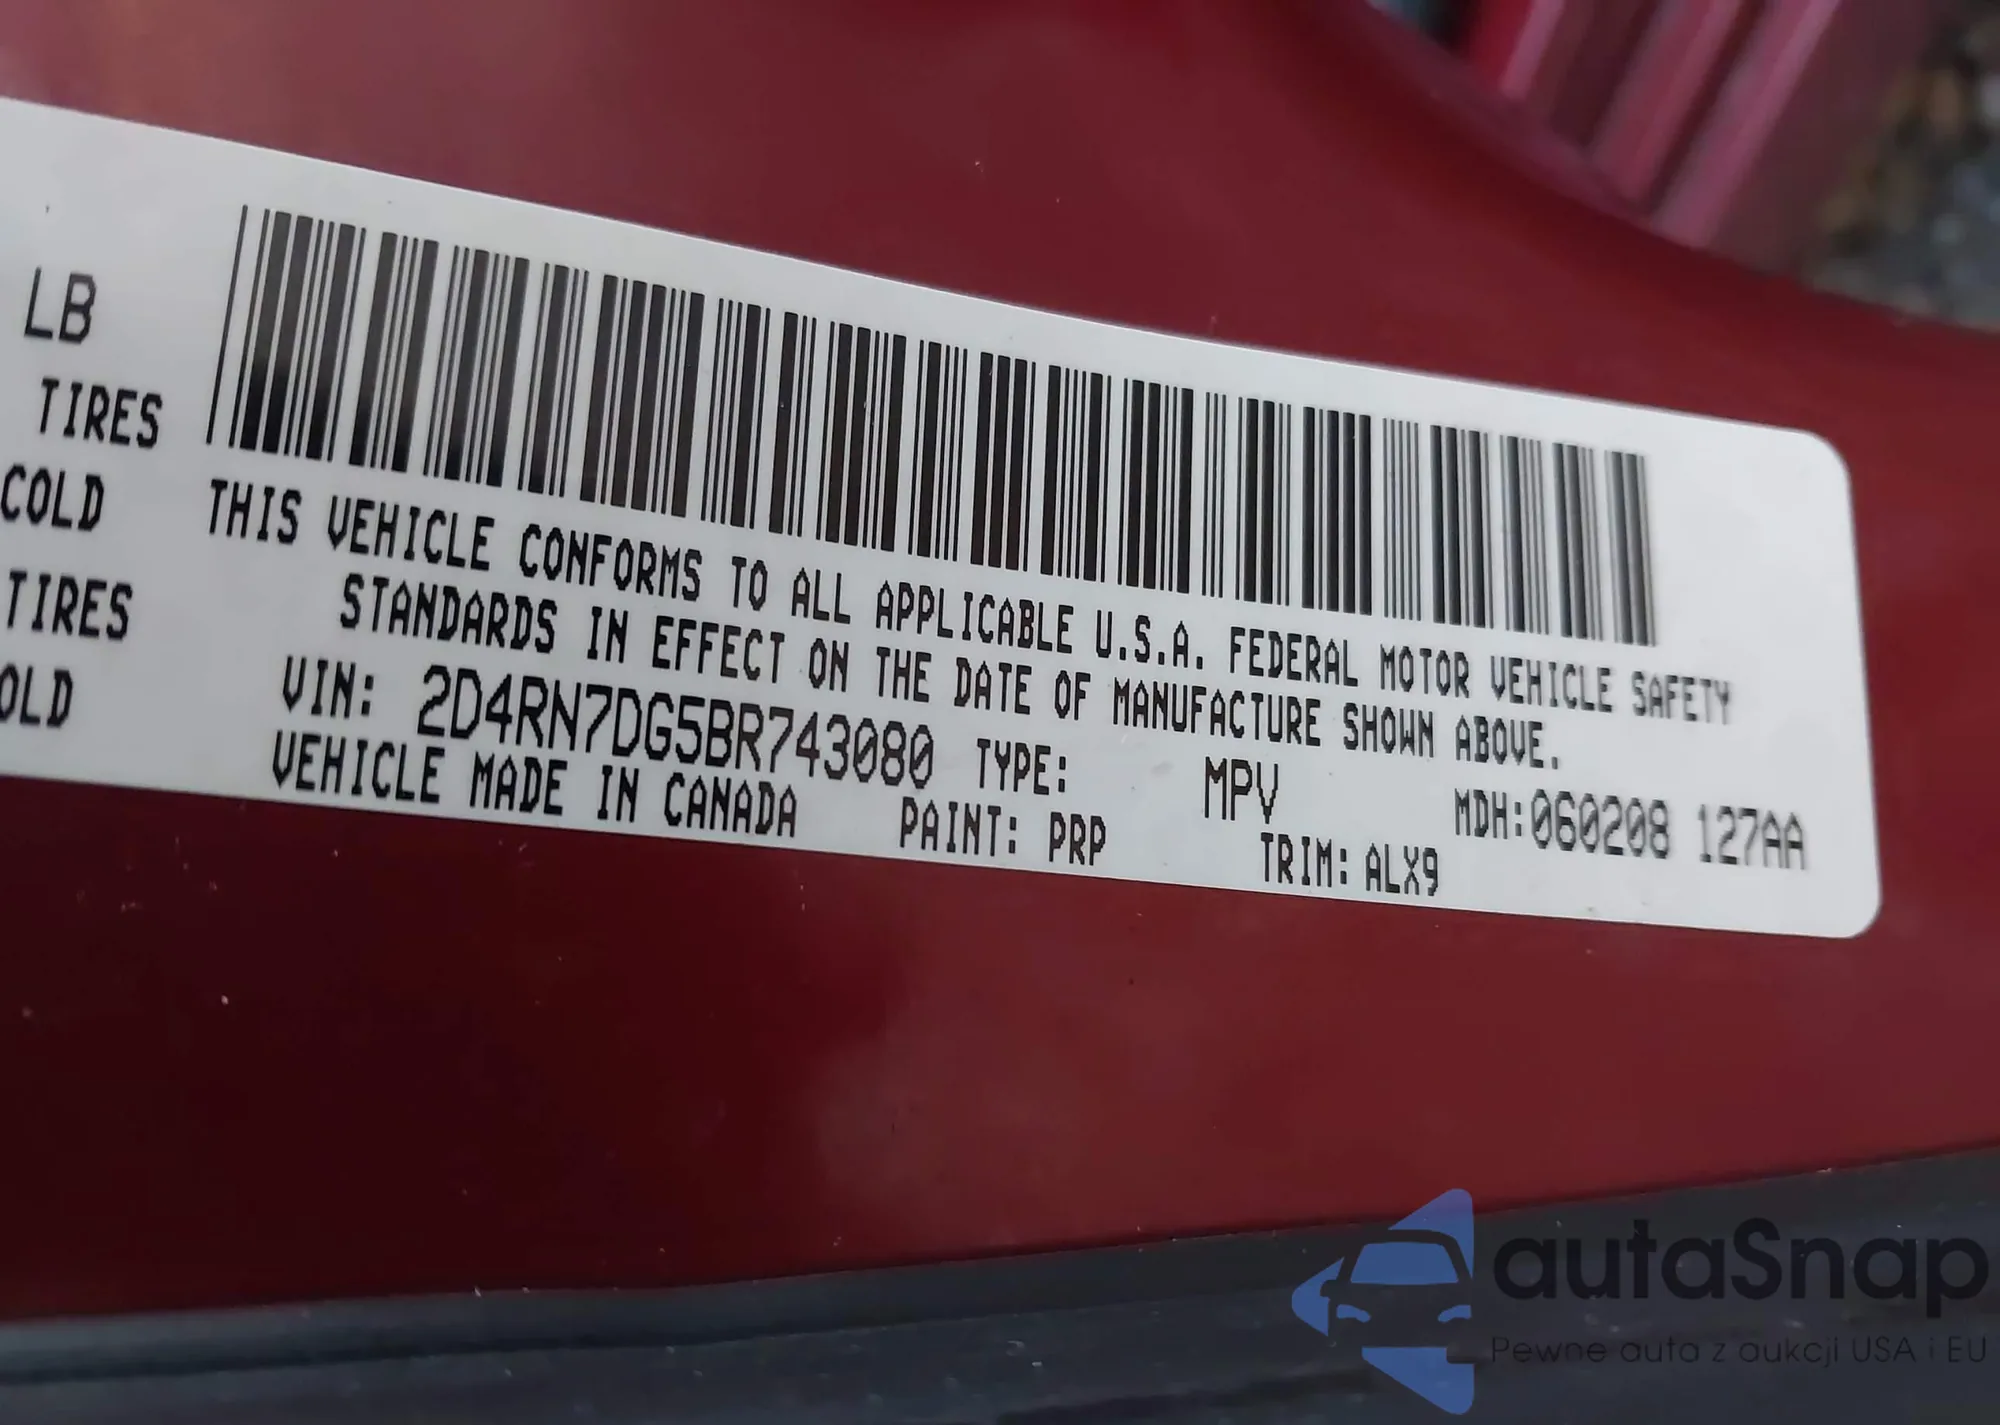 LB
TIRES
COLD
TIRES
OLD
THIS VEHICLE CONFORMS TO ALL APPLICABLE U.S.A. FEDERAL MOTOR VEHICLE SAFETY
STANDARDS IN EFFECT ON THE DATE OF MANUFACTURE SHOWN ABOVE.
VIN: 2D4RN7DG5BR743080 TYPE: MPV MDH:060208 127AA
VEHICLE MADE IN CANADA PAINT: PRP TRIM: ALX9
autaSnap
Pewne auta z aukcji USA i EU